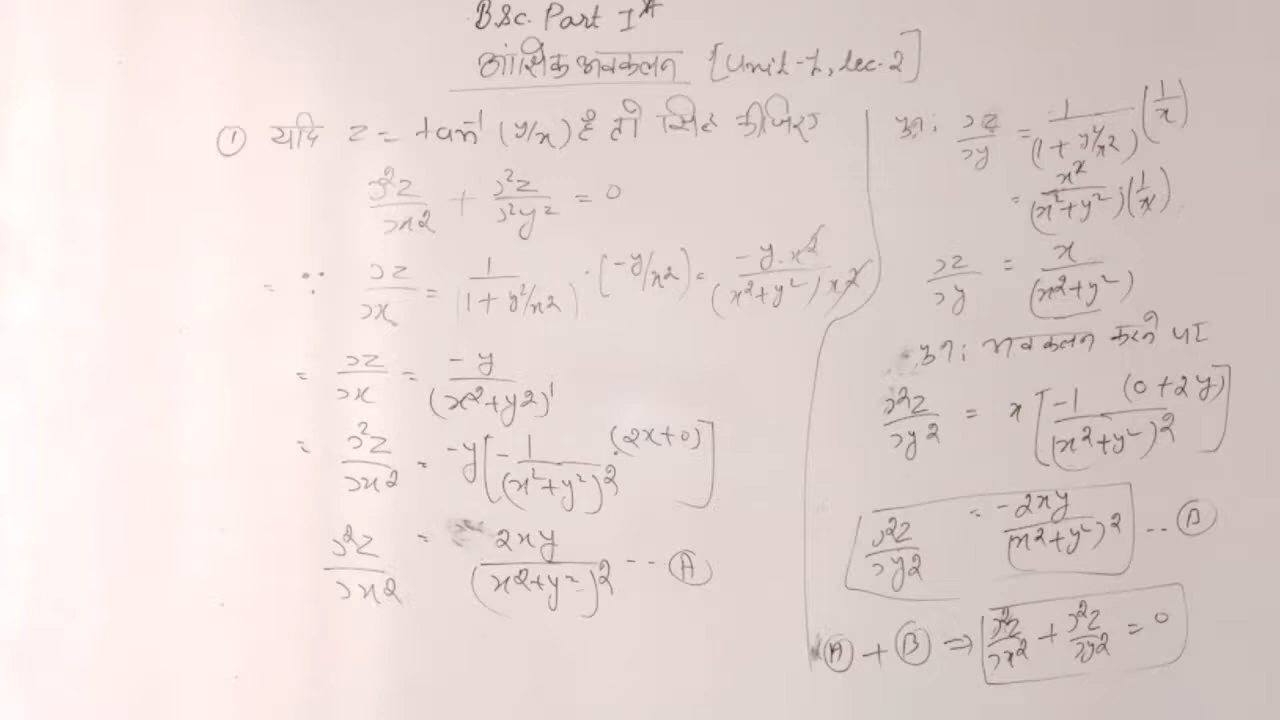 B.Sc. Part Ist
आंशिक अवकलन [Unit-I, Lec. 2]
① यदि z = tan⁻¹ (y/x) है तो सिद्ध कीजिए
∂²z/∂x² + ∂²z/∂²y² = 0
= ∵ ∂z/∂x = 1/(1 + y²/x²) · (-y/x²) = -y·x²/(x²+y²)x²
= ∂z/∂x = -y/(x²+y²)¹
= ∂²z/∂x² = -y[-1/(x²+y²)² (2x+0)]
∂²z/∂x² = 2xy/(x²+y²)² -- Ⓐ
पुनः ∂z/∂y = 1/(1 + y²/x²) (1/x)
= x²/(x²+y²) (1/x)
∂z/∂y = x/(x²+y²)
पुनः अवकलन करने पर
∂²z/∂y² = x[-1 (0+2y)/(x²+y²)²]
∂²z/∂y² = -2xy/(x²+y²)² -- Ⓑ
Ⓐ + Ⓑ ⇒ ∂²z/∂x² + ∂²z/∂y² = 0